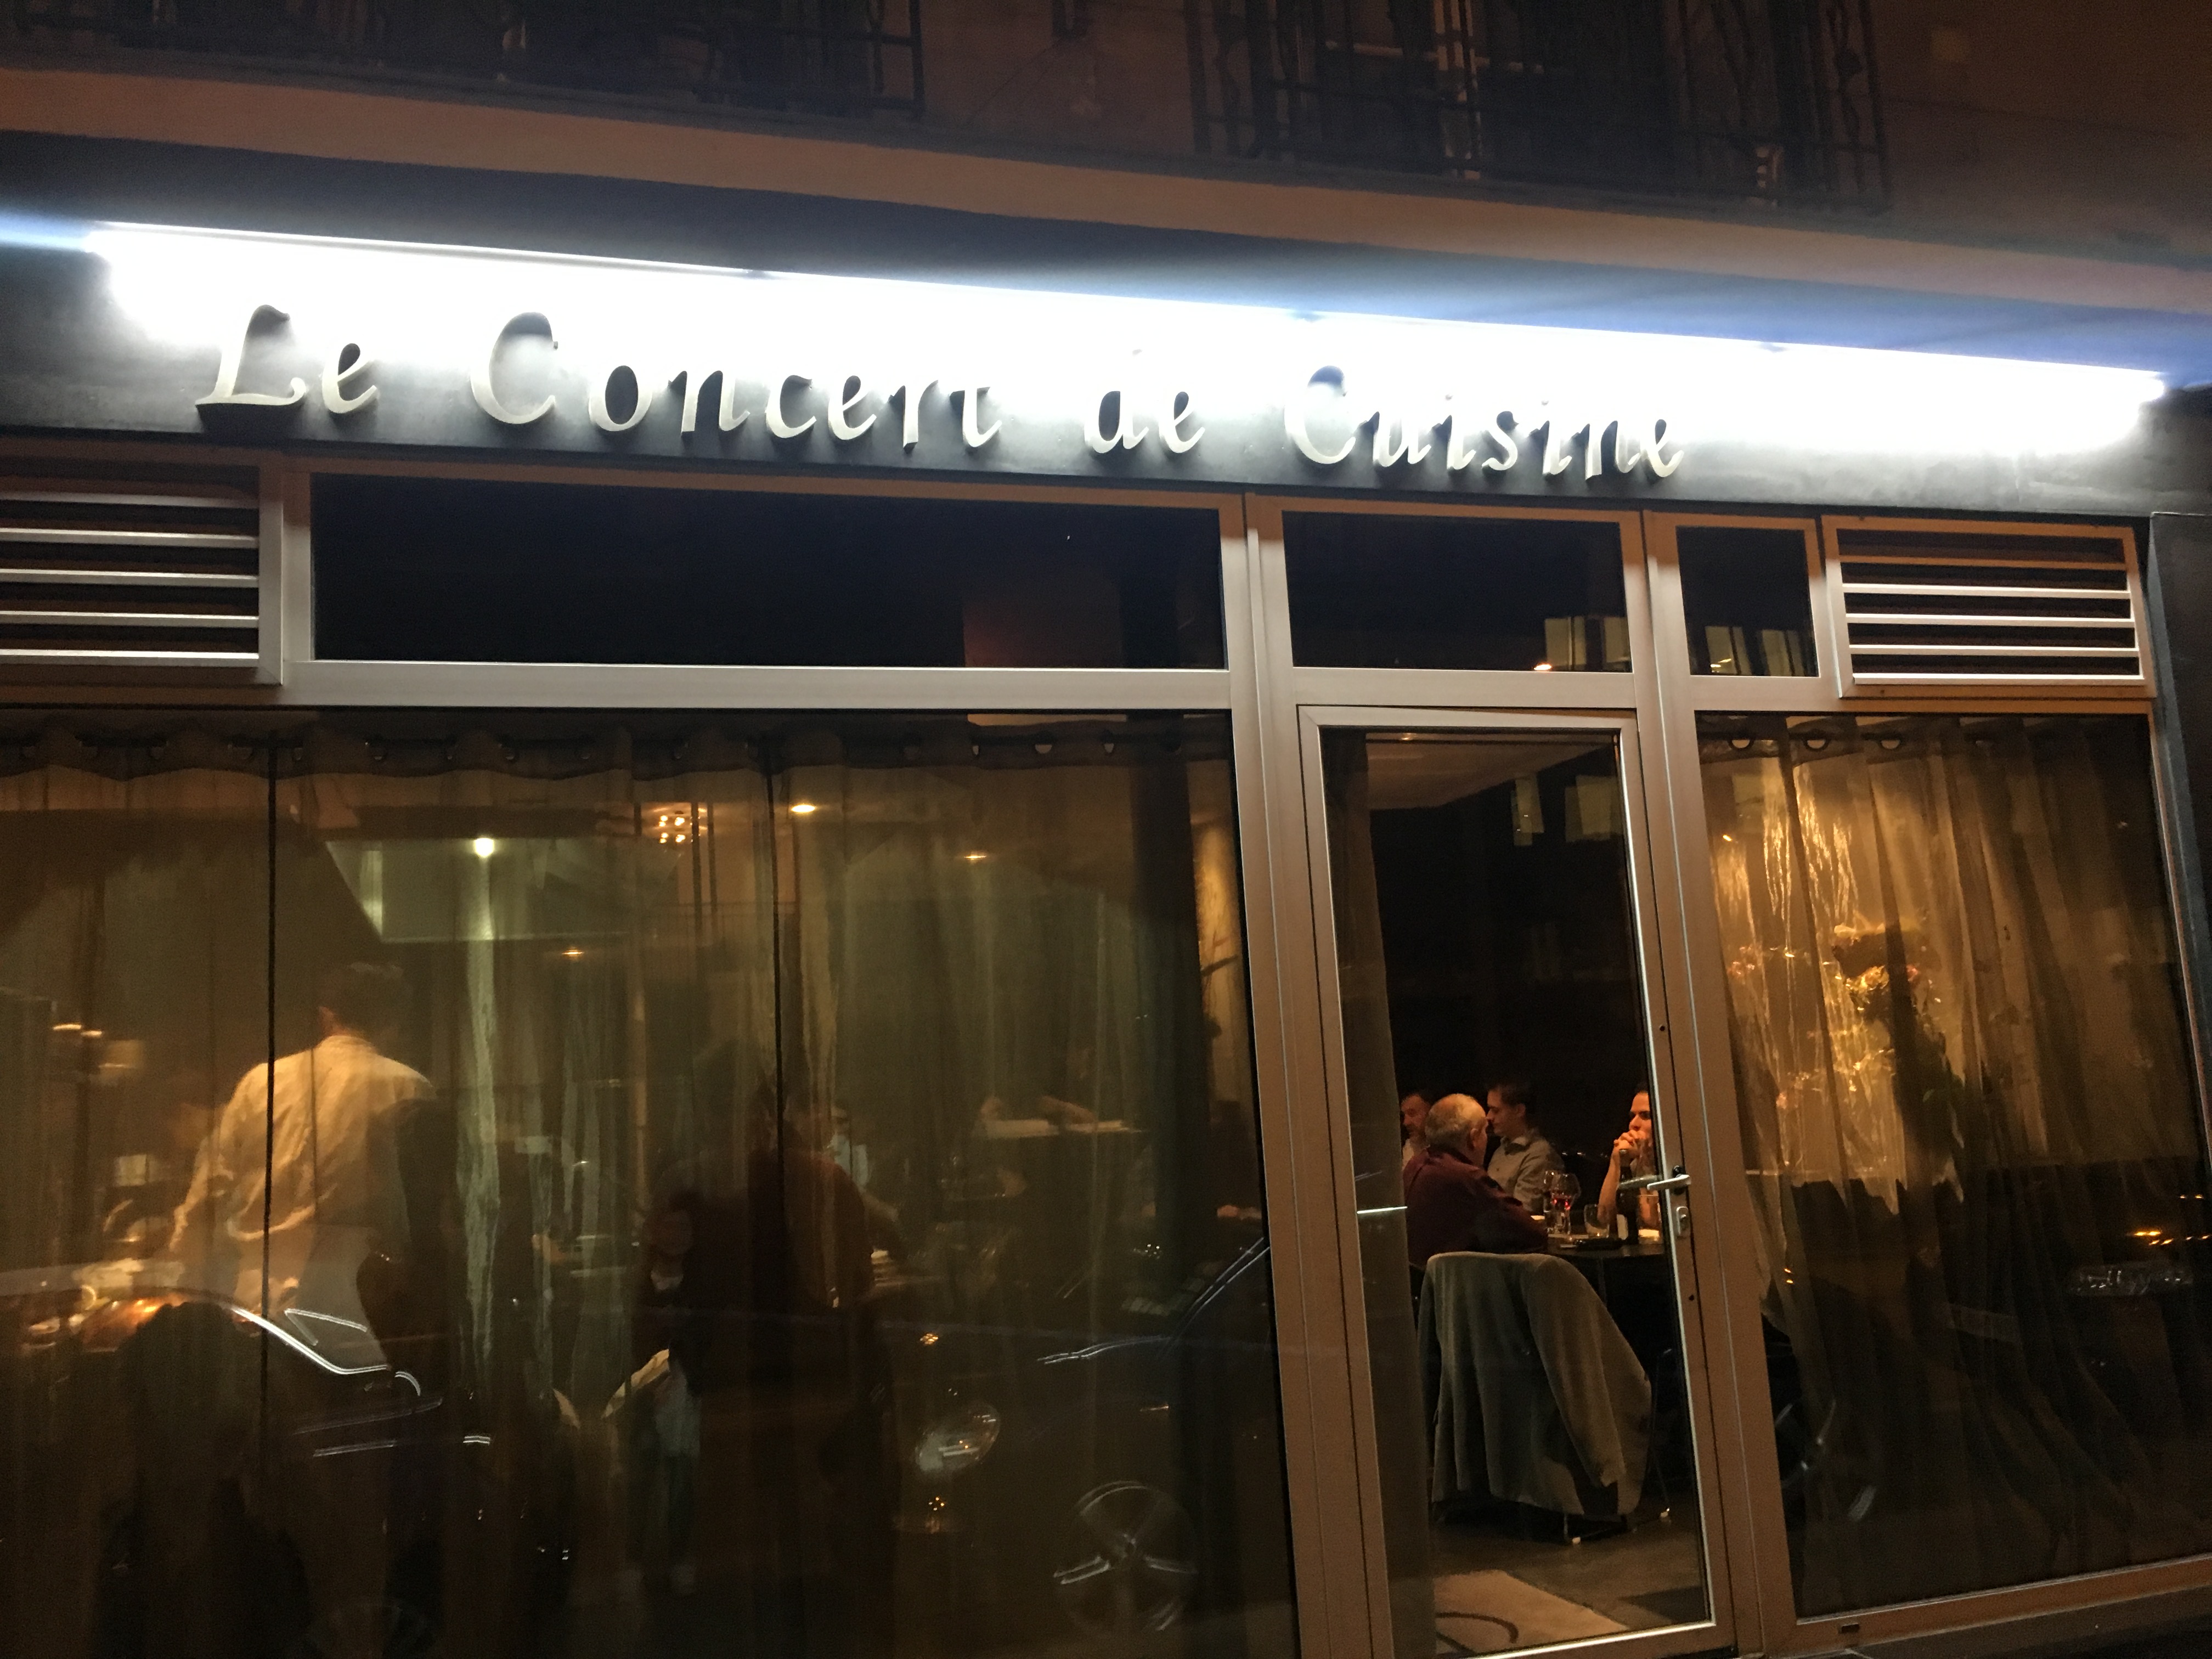 Le Concert de Cuisine